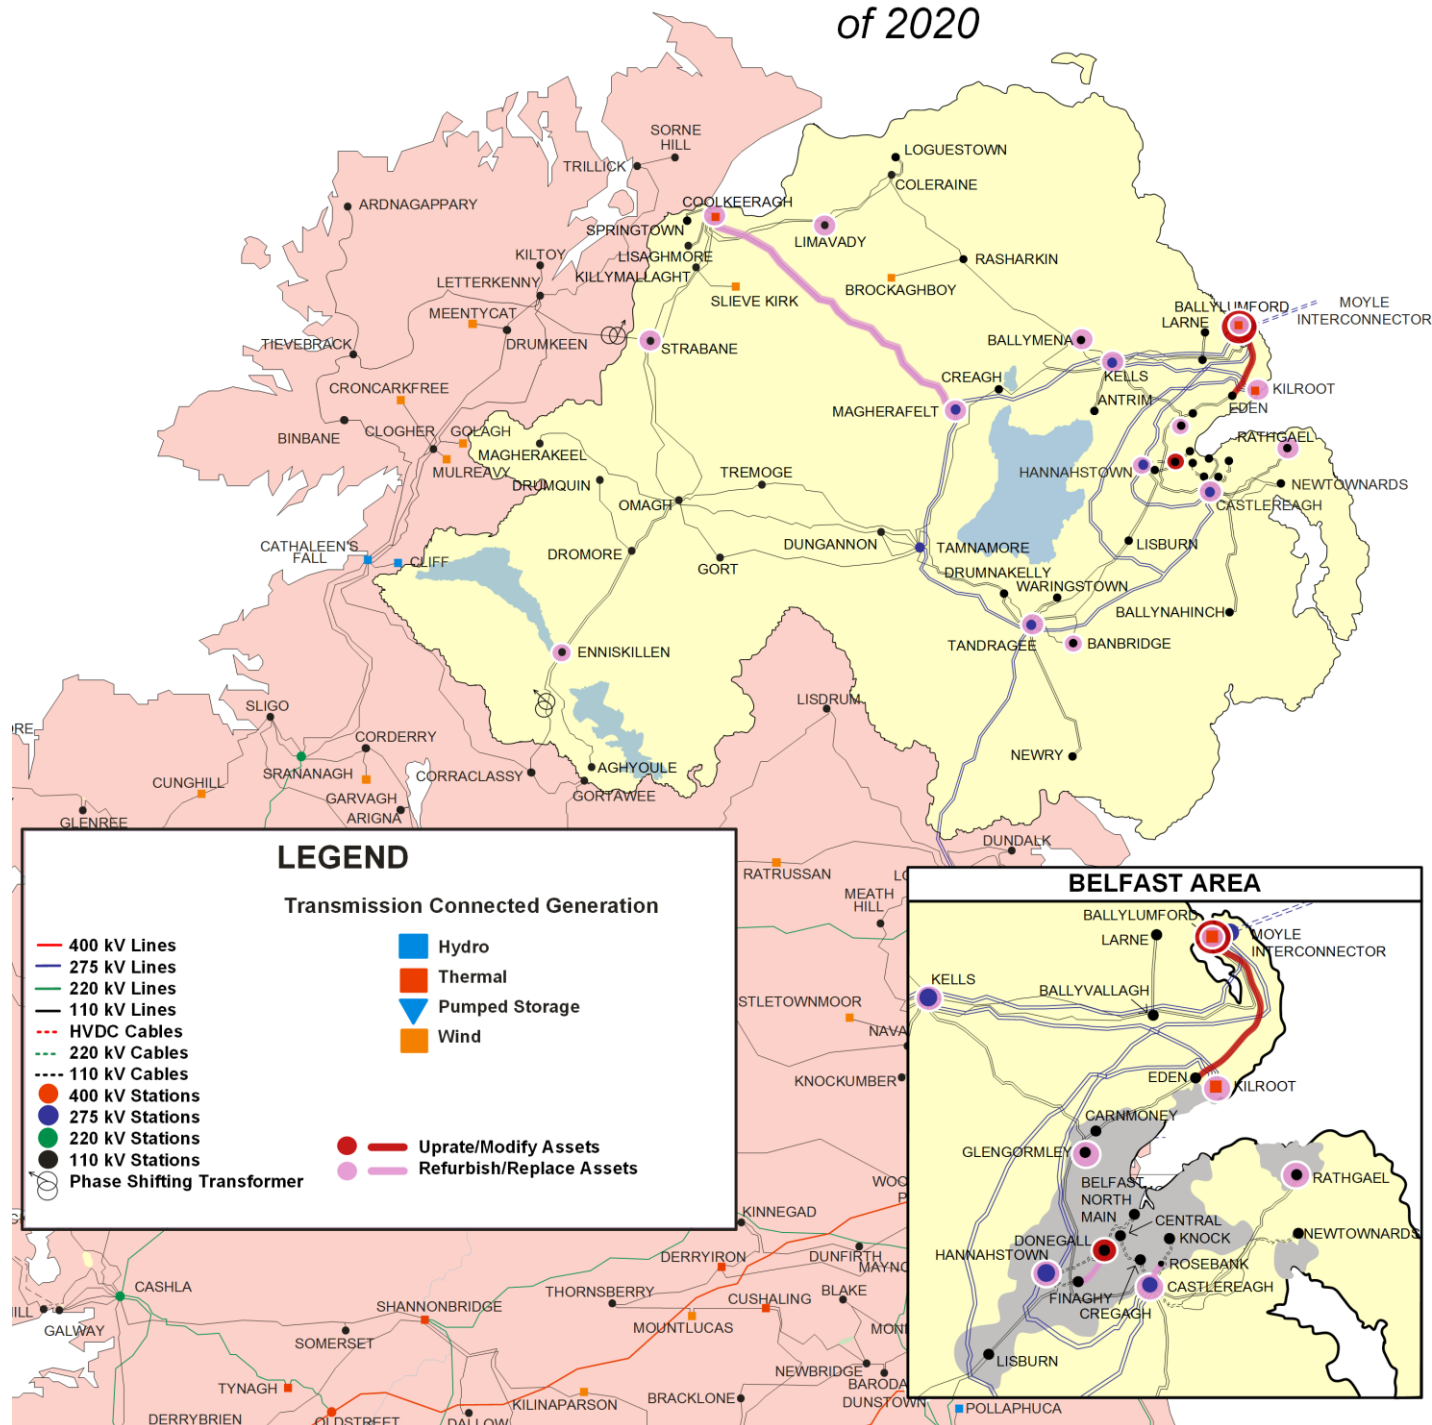 of 2020
SORNE
HILL
TRILLICK
LOGUESTOWN
COLERAINE
ARDNAGAPPARY
COOLKEERAGH
SPRINGTOWN
LIMAVADY
LISAGHMORE
KILLYMALLAGHT
KILTOY
LETTERKENNY
RASHARKIN
SLIEVE KIRK
BROCKAGHBOY
MEENTYCAT
DRUMKEEN
BALLYLUMFORD
LARNE
MOYLE
INTERCONNECTOR
TIEVEBRACK
STRABANE
BALLYMENA
KELLS
CRONCARKFREE
CREAGH
ANTRIM
KILROOT
EDEN
MAGHERAFELT
BINBANE
CLOGHER
GOLAGH
MULREAVY
MAGHERAKEEL
RATHGAEL
HANNAHSTOWN
TREMOGE
DRUMQUIN
OMAGH
NEWTOWNARDS
CASTLEREAGH
CATHALEEN'S
FALL
CLIFF
DROMORE
GORT
DUNGANNON
TAMNAMORE
LISBURN
DRUMNAKELLY
WARINGSTOWN
BALLYNAHINCH
TANDRAGEE
BANBRIDGE
ENNISKILLEN
LISDRUM
SLIGO
CORDERRY
SRANANAGH
NEWRY
CUNGHILL
GARVAGH
ARIGNA
CORRACLASSY
AGHYOULE
GORTAWEE
GLENREE
DUNDALK
RATRUSSAN
MEATH
HILL
LEGEND
Transmission Connected Generation
400 kV Lines
275 kV Lines
220 kV Lines
110 kV Lines
HVDC Cables
220 kV Cables
110 kV Cables
400 kV Stations
275 kV Stations
220 kV Stations
110 kV Stations
Phase Shifting Transformer
Hydro
Thermal
Pumped Storage
Wind
Uprate/Modify Assets
Refurbish/Replace Assets
STLETOWNMOOR
NAVA
KNOCKUMBER
BELFAST AREA
BALLYLUMFORD
LARNE
MOYLE
INTERCONNECTOR
KELLS
BALLYVALLAGH
EDEN
KILROOT
CARNMONEY
GLENGORMLEY
BELFAST
NORTH
MAIN
RATHGAEL
CENTRAL
KNOCK
DONEGALL
NEWTOWNARDS
HANNAHSTOWN
ROSEBANK
CASTLEREAGH
FINAGHY
CREGAGH
LISBURN
KINNEGAD
DERRYIRON
DUNFIRTH
MAYNO
CASHLA
THORNSBERRY
CUSHALING
BLAKE
SHANNONBRIDGE
GALWAY
SOMERSET
MOUNTLUCAS
NEWBRIDGE
BARODA
TYNAGH
KILINAPARSON
BRACKLONE
DUNSTOWN
DERRYBRIEN
OLDSTREET
DALLOW
POLLAPHUCA